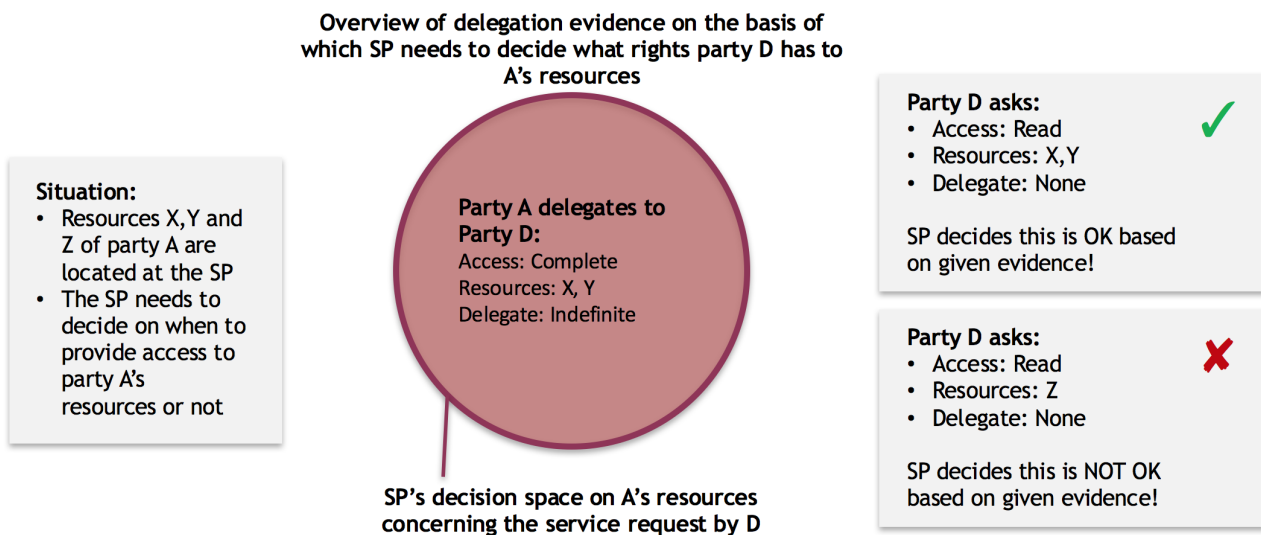 Overview of delegation evidence on the basis of
which SP needs to decide what rights party D has to
A's resources
Situation:
• Resources X,Y and
Z of party A are
located at the SP
• The SP needs to
decide on when to
provide access to
party A's
resources or not
Party A delegates to
Party D:
Access: Complete
Resources: X, Y
Delegate: Indefinite
SP's decision space on A's resources
concerning the service request by D
Party D asks:
• Access: Read
• Resources: X,Y
• Delegate: None
SP decides this is OK based
on given evidence!
Party D asks:
• Access: Read
• Resources: Z
• Delegate: None
SP decides this is NOT OK
based on given evidence!